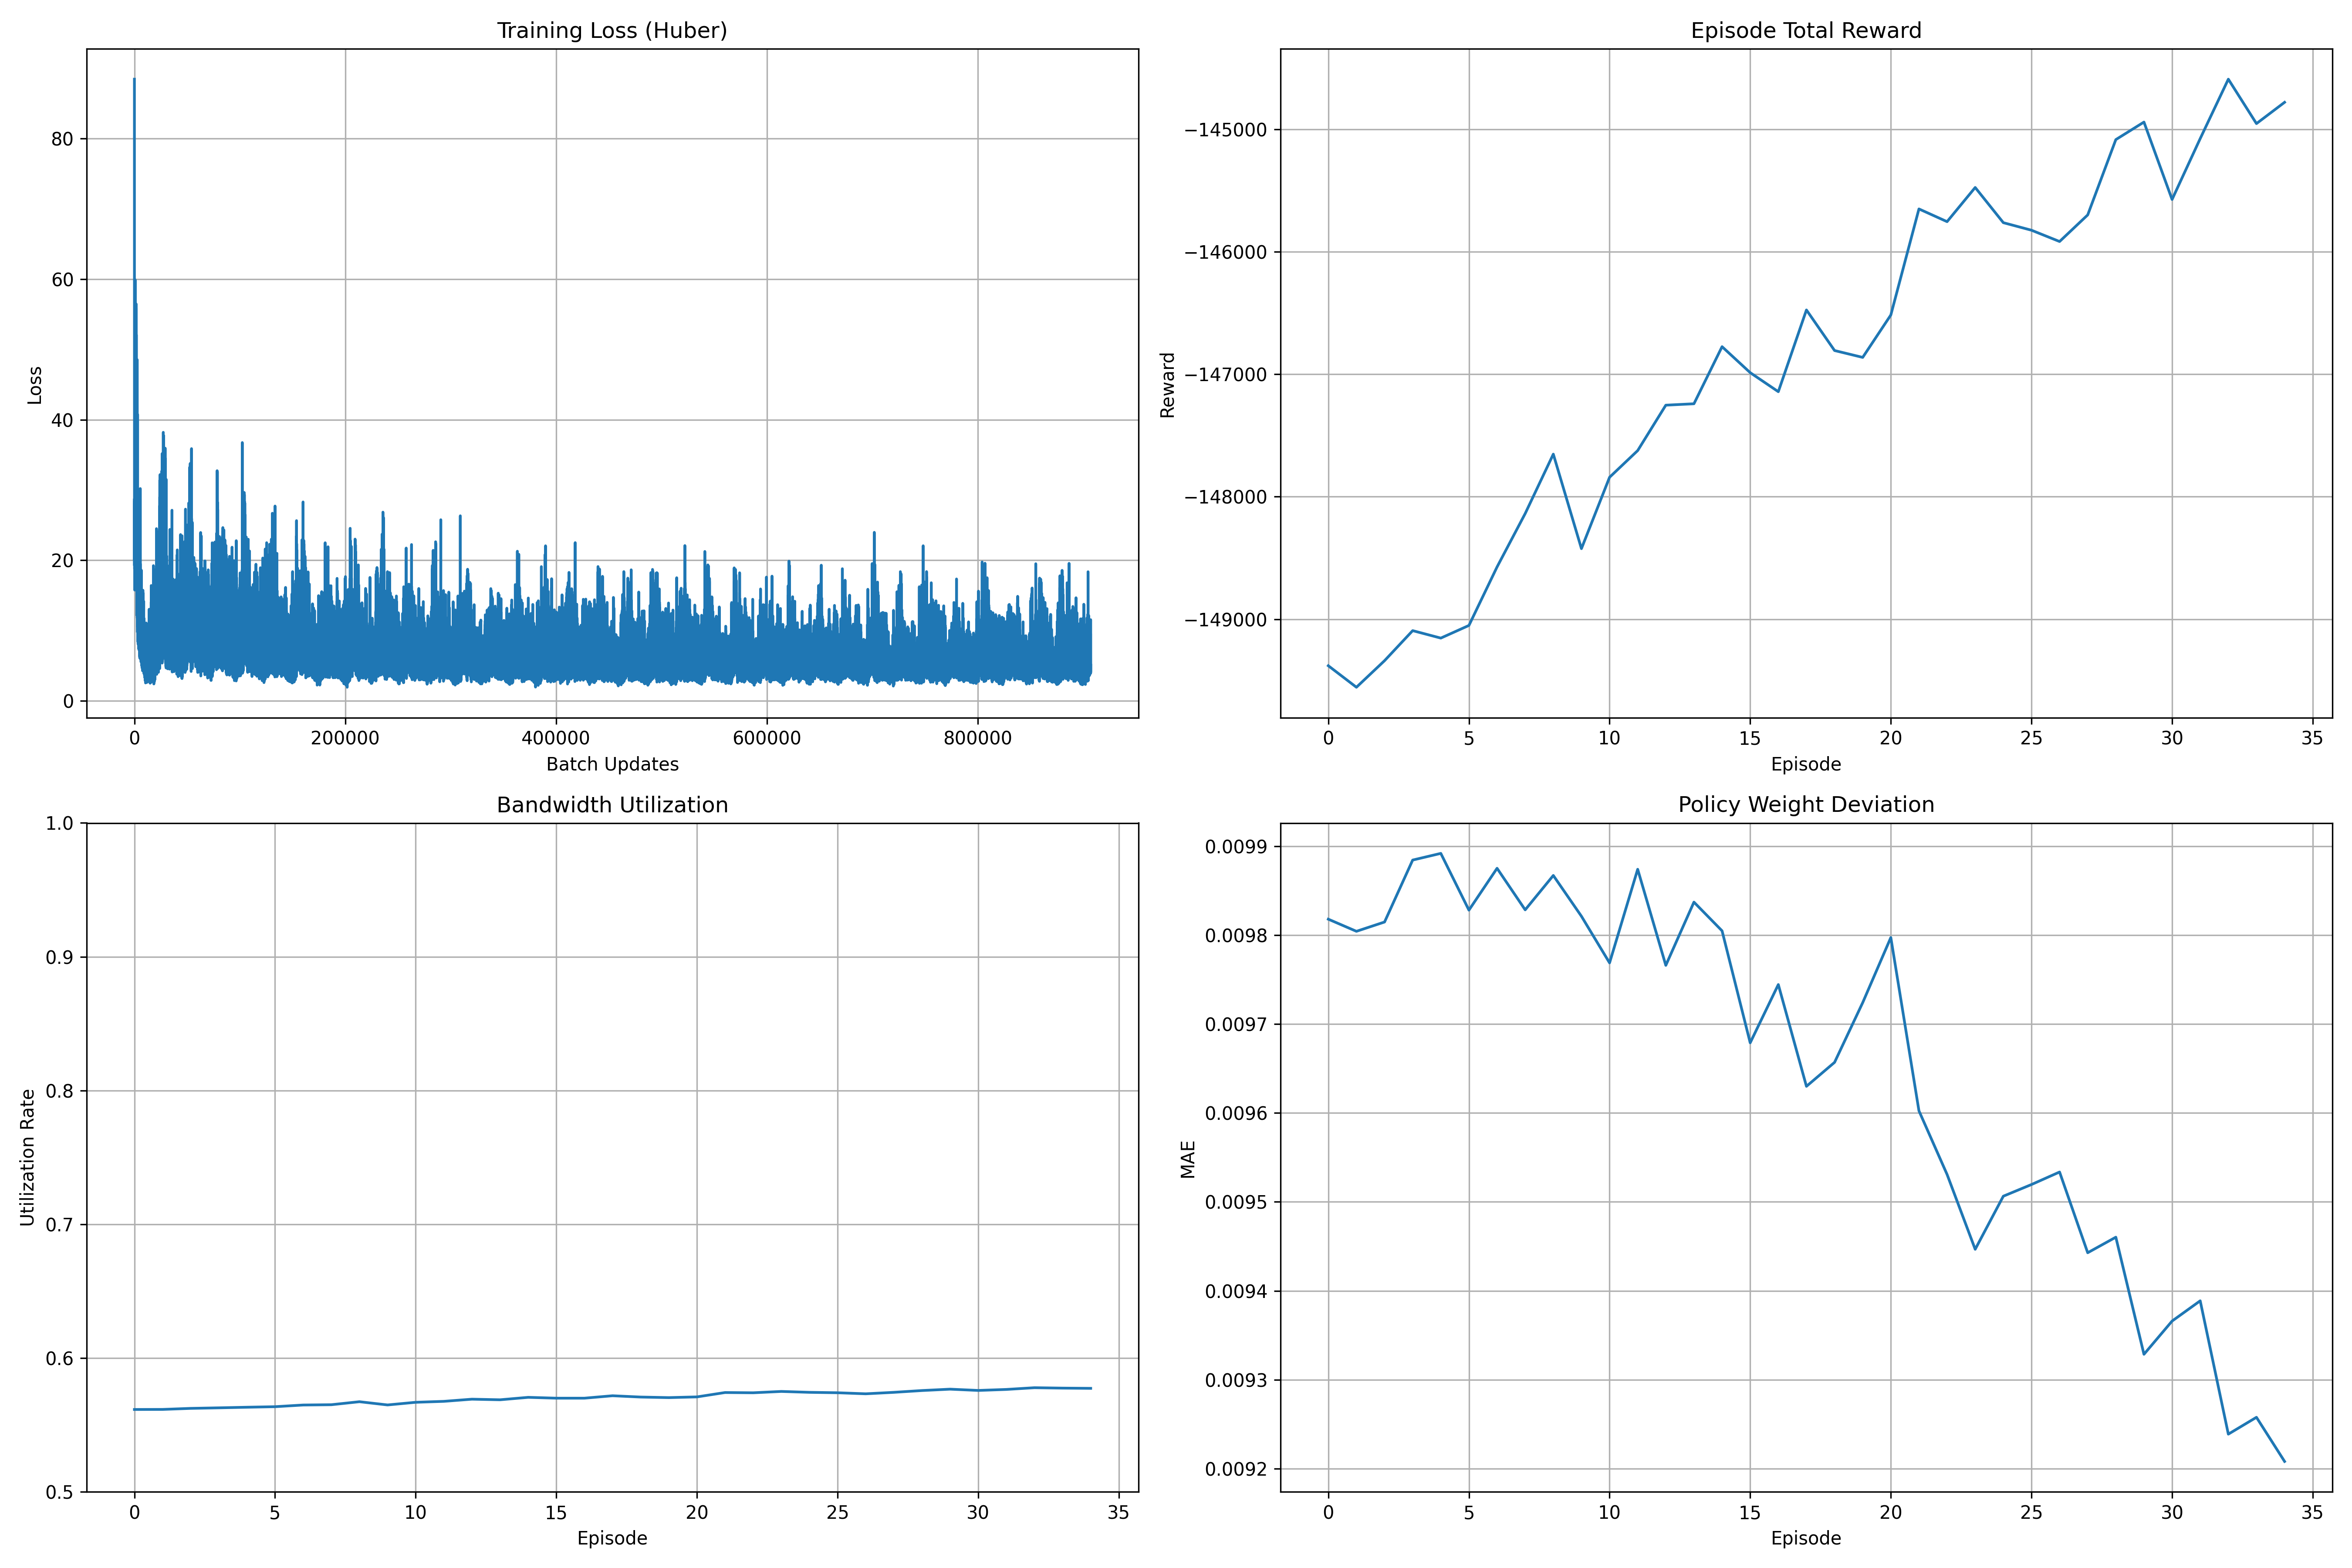 Training Loss (Huber)
80
60
40
20
0
Loss
0 200000 400000 600000 800000
Batch Updates
Episode Total Reward
−145000
−146000
−147000
−148000
−149000
Reward
0 5 10 15 20 25 30 35
Episode
Bandwidth Utilization
1.0
0.9
0.8
0.7
0.6
0.5
Utilization Rate
0 5 10 15 20 25 30 35
Episode
Policy Weight Deviation
0.0099
0.0098
0.0097
0.0096
0.0095
0.0094
0.0093
0.0092
MAE
0 5 10 15 20 25 30 35
Episode